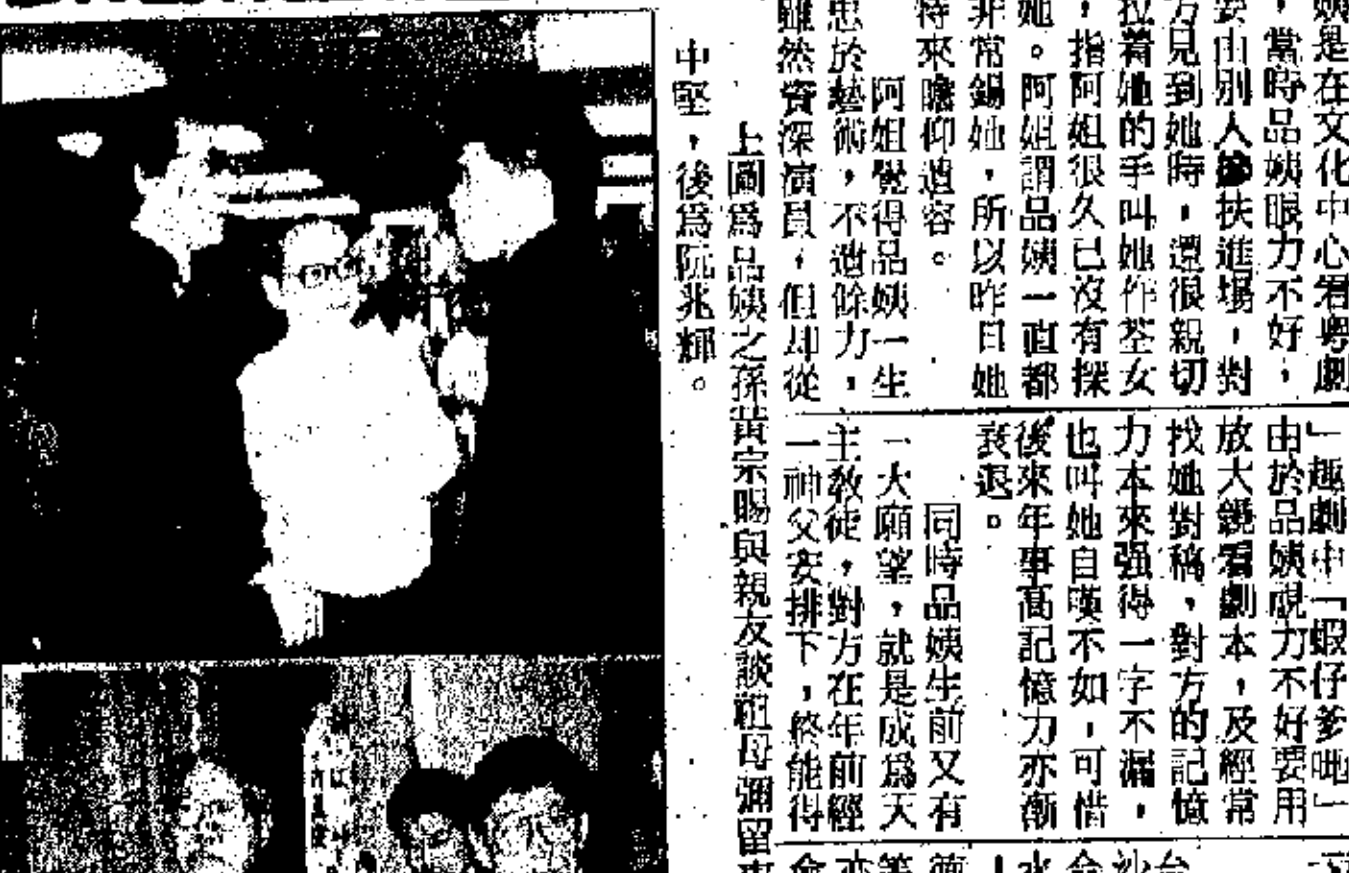 姨是在文化中心看粵劇
，當時品姨眼力不好，
要由別人攙扶進場，對
方見到她時，還很親切
拉着她的手叫她作荃女
，指阿姐很久已沒有探
她。阿姐謂品姨一直都
非常錫她，所以昨日她
特來瞻仰遺容。
阿姐覺得品姨一生
忠於藝術，不遺餘力，
雖然資深演員，但却從
」趣劇中「蝦仔爹哋」
由於品姨視力不好要用
放大鏡看劇本，及經常
找她對稿，對方的記憶
力本來强得一字不漏，
也叫她自嘆不如，可惜
後來年事高記憶力亦漸
衰退。
同時品姨生前又有
一大願望，就是成爲天
主教徒，對方在年前經
一神父安排下，終能得
上圖爲品姨之孫黄宗賜與親友談祖母彌留
中堅，後爲阮兆輝。